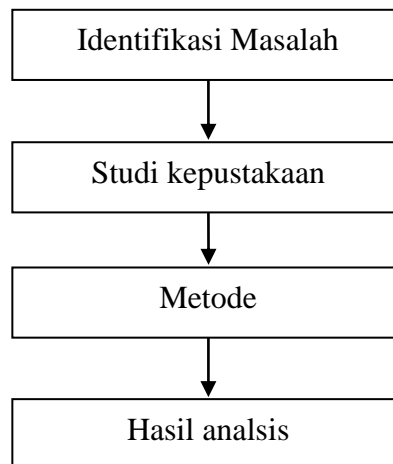 Identifikasi Masalah
Studi kepustakaan
Metode
Hasil analsis